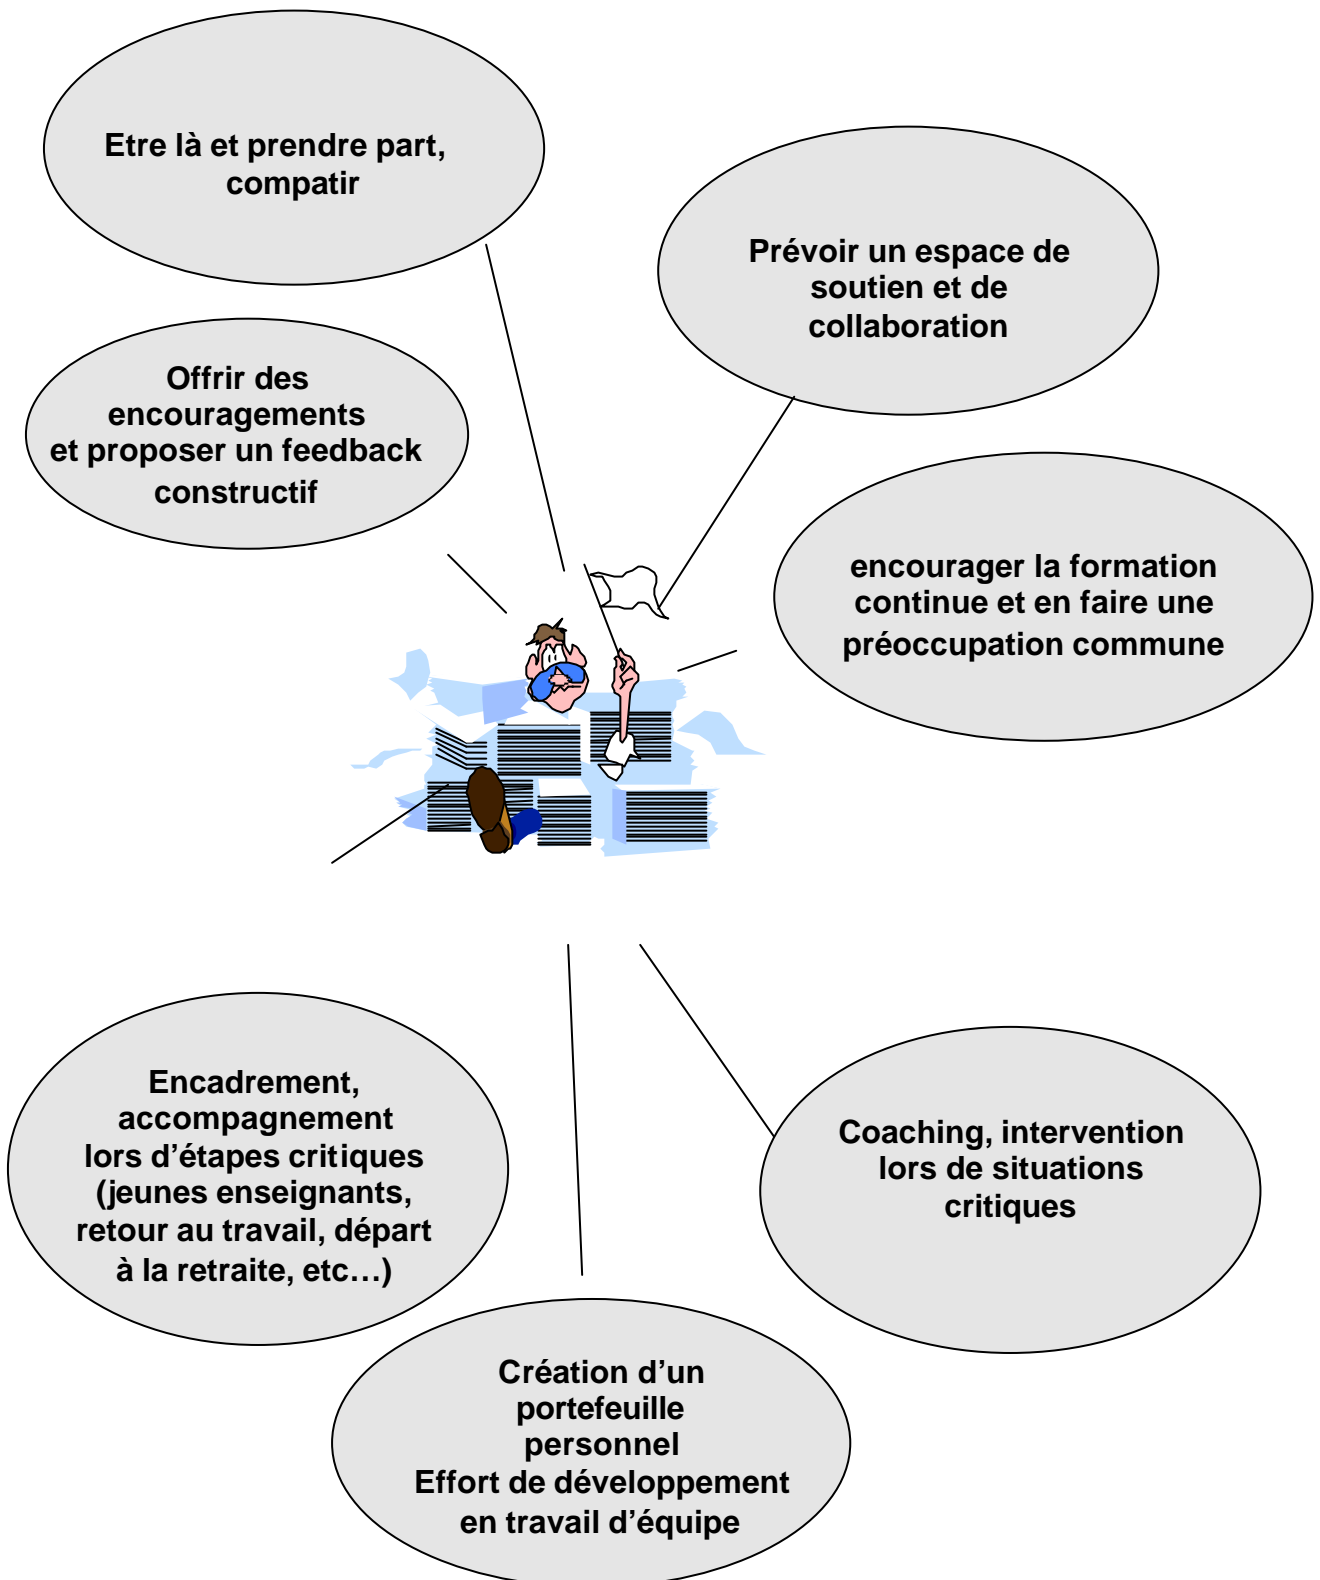 Etre là et prendre part,
compatir
Prévoir un espace de
soutien et de
collaboration
Offrir des
encouragements
et proposer un feedback
constructif
encourager la formation
continue et en faire une
préoccupation commune
Encadrement,
accompagnement
lors d’étapes critiques
(jeunes enseignants,
retour au travail, départ
à la retraite, etc…)
Coaching, intervention
lors de situations
critiques
Création d’un
portefeuille
personnel
Effort de développement
en travail d’équipe